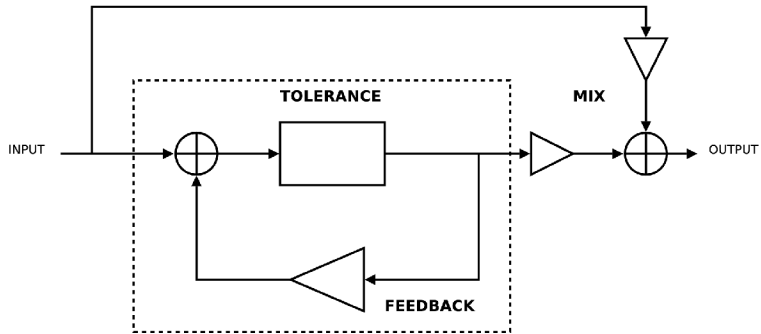 TOLERANCE
MIX
INPUT
OUTPUT
FEEDBACK